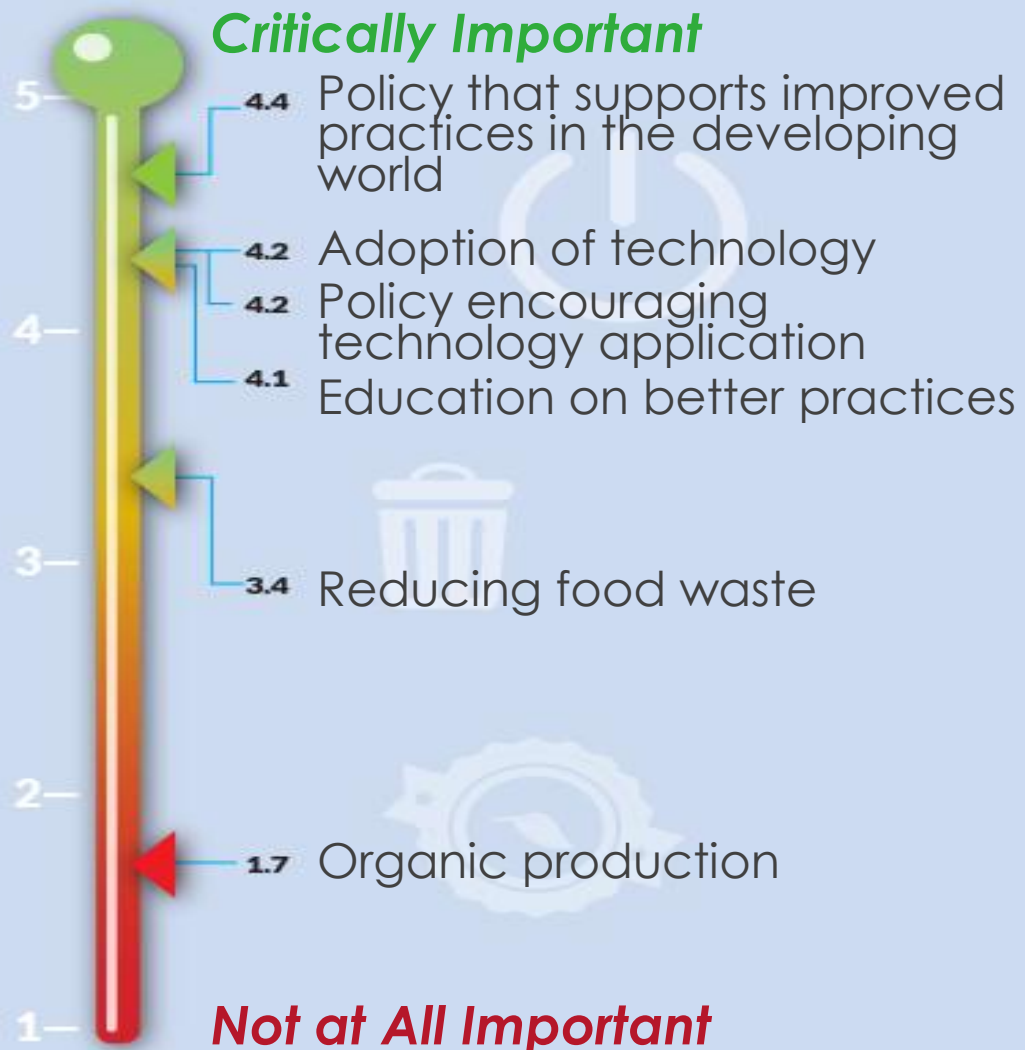 Critically Important
5
4.4 Policy that supports improved
practices in the developing
world
4.2 Adoption of technology
4.2 Policy encouraging
technology application
4
4.1 Education on better practices
3
3.4 Reducing food waste
2
1.7 Organic production
1
Not at All Important